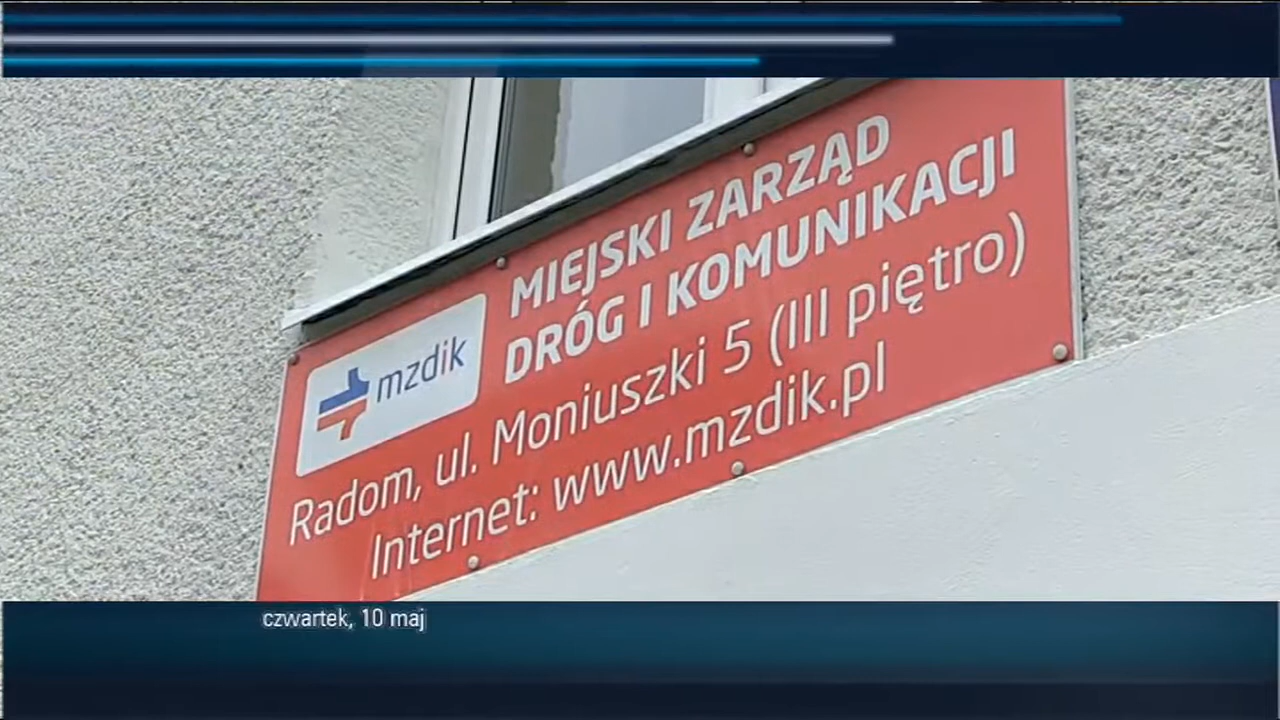 MIEJSKI ZARZĄD
DRÓG I KOMUNIKACJI
mzdik
Radom, ul. Moniuszki 5 (III piętro)
Internet: www.mzdik.pl
czwartek, 10 maj